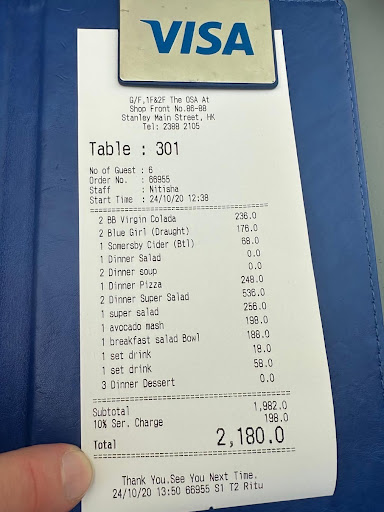 VISA
G/F,1F&2F The OSA At
Shop Front No.86-88
Stanley Main Street, HK
Tel: 2388 2105
Table : 301
No of Guest : 6
Order No. : 66955
Staff : Nitisha
Start Time : 24/10/20 12:38
2 BB Virgin Colada 236.0
2 Blue Girl (Draught) 176.0
1 Somersby Cider (Btl) 68.0
1 Dinner Salad 0.0
2 Dinner soup 0.0
1 Dinner Pizza 248.0
2 Dinner Super Salad 536.0
1 super salad 256.0
1 avocado mash 198.0
1 breakfast salad Bowl 188.0
1 set drink 18.0
1 set drink 58.0
3 Dinner Dessert 0.0
Subtotal 1,982.0
10% Ser. Charge 198.0
Total 2,180.0
Thank You.See You Next Time.
24/10/20 13:50 66955 S1 T2 Ritu